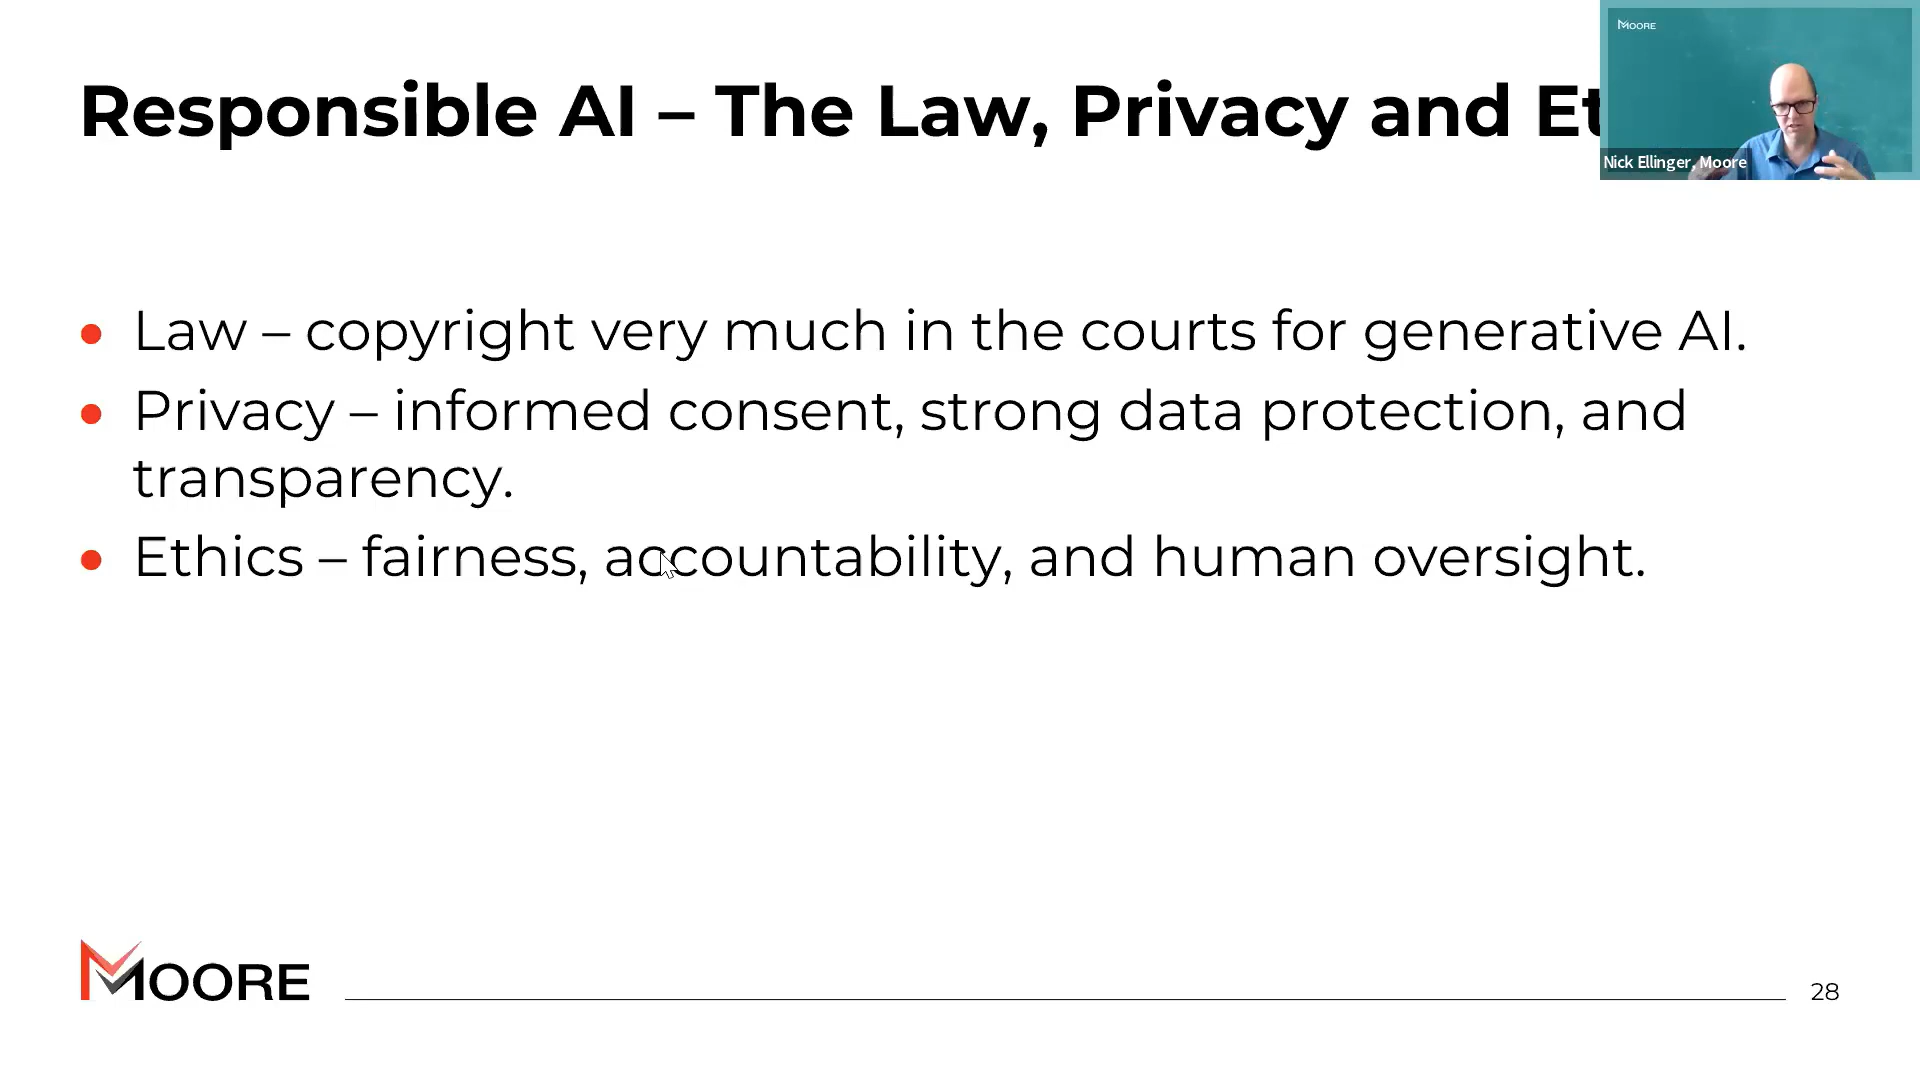 Responsible AI – The Law, Privacy and Et
MOORE
Nick Ellinger, Moore
• Law – copyright very much in the courts for generative AI.
• Privacy – informed consent, strong data protection, and
transparency.
• Ethics – fairness, accountability, and human oversight.
MOORE
28